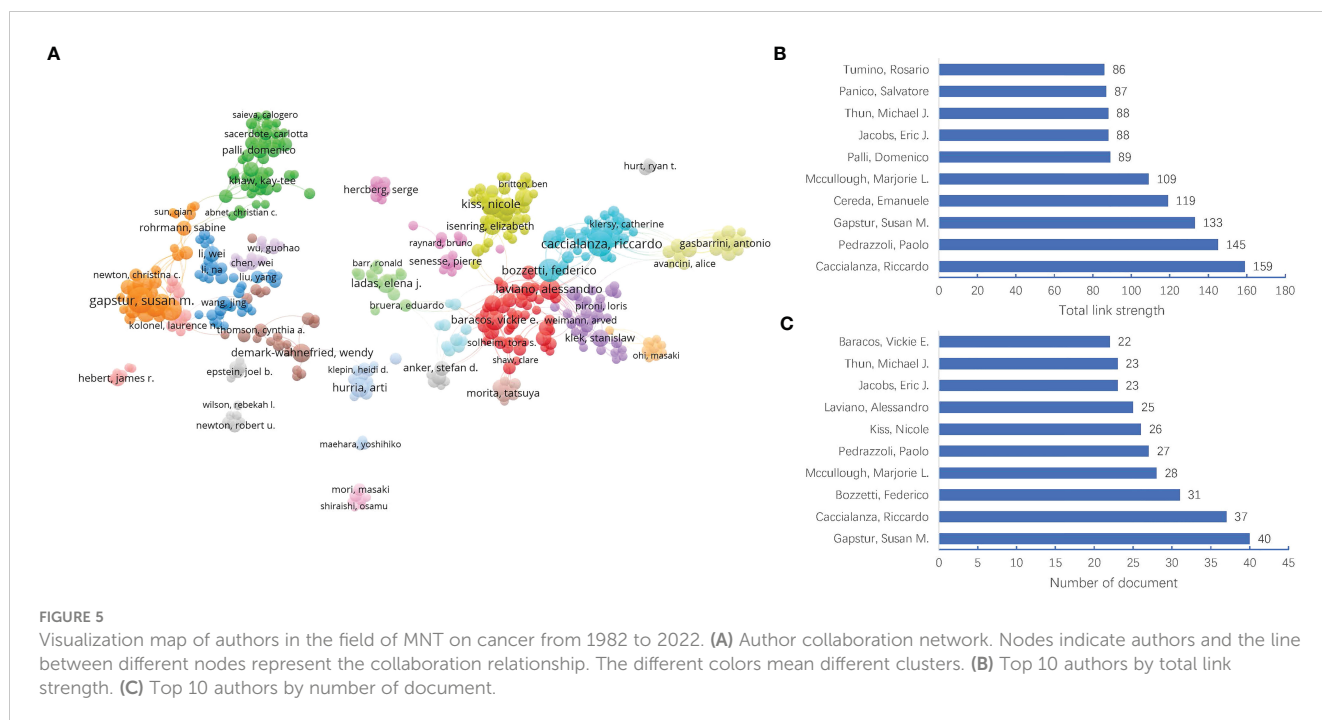 A
saieva, calogero
sacerdote, carlotta
palli, domenico
khaw, kay-tee
abnet, christian c.
sun, qian
rohrmann, sabine
li, wei
li, na
wu, guohao
chen, wei
liu, yang
newton, christina c.
gapstur, susan m.
wang, jing
kolonel, laurence n.
thomson, cynthia a.
demark-wahnefried, wendy
hebert, james r.
epstein, joel b.
wilson, rebekah l.
newton, robert u.
hercberg, serge
raynard, bruno
senesse, pierre
barr, ronald
ladas, elena j.
bruera, eduardo
britton, ben
kiss, nicole
isenring, elizabeth
hurt, ryan t.
klersy, catherine
caccialanza, riccardo
gasbarrini, antonio
avancini, alice
bozzetti, federico
laviano, alessandro
pironi, loris
baracos, vickie e.
weimann, arved
klek, stanislaw
solheim, tora s.
shaw, clare
ohi, masaki
anker, stefan d.
morita, tatsuya
klepin, heidi d.
hurria, arti
maehara, yoshihiko
mori, masaki
shiraishi, osamu
B
Tumino, Rosario 86
Panico, Salvatore 87
Thun, Michael J. 88
Jacobs, Eric J. 88
Palli, Domenico 89
Mccullough, Marjorie L. 109
Cereda, Emanuele 119
Gapstur, Susan M. 133
Pedrazzoli, Paolo 145
Caccialanza, Riccardo 159
0 20 40 60 80 100 120 140 160 180
Total link strength
C
Baracos, Vickie E. 22
Thun, Michael J. 23
Jacobs, Eric J. 23
Laviano, Alessandro 25
Kiss, Nicole 26
Pedrazzoli, Paolo 27
Mccullough, Marjorie L. 28
Bozzetti, Federico 31
Caccialanza, Riccardo 37
Gapstur, Susan M. 40
0 5 10 15 20 25 30 35 40 45
Number of document
FIGURE 5
Visualization map of authors in the field of MNT on cancer from 1982 to 2022. (A) Author collaboration network. Nodes indicate authors and the line
between different nodes represent the collaboration relationship. The different colors mean different clusters. (B) Top 10 authors by total link
strength. (C) Top 10 authors by number of document.